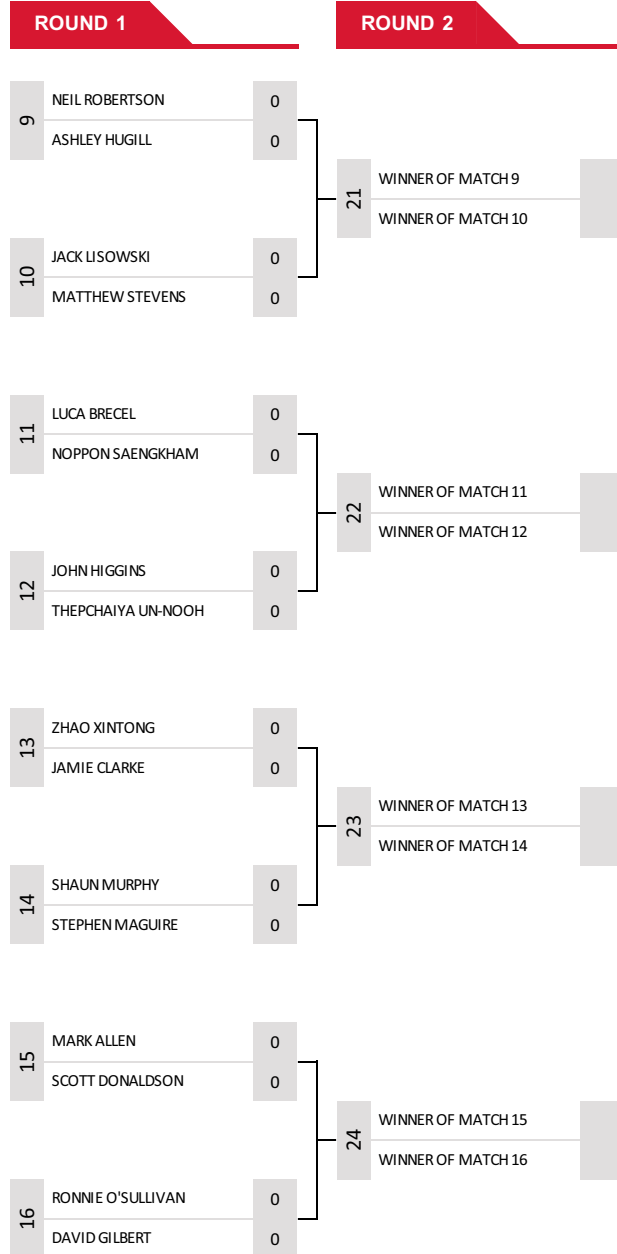 ROUND 1
ROUND 2
9
NEIL ROBERTSON 0
ASHLEY HUGILL 0
21
WINNER OF MATCH 9
WINNER OF MATCH 10
10
JACK LISOWSKI 0
MATTHEW STEVENS 0
11
LUCA BRECEL 0
NOPPON SAENGKHAM 0
22
WINNER OF MATCH 11
WINNER OF MATCH 12
12
JOHN HIGGINS 0
THEPCHAIYA UN-NOOH 0
13
ZHAO XINTONG 0
JAMIE CLARKE 0
23
WINNER OF MATCH 13
WINNER OF MATCH 14
14
SHAUN MURPHY 0
STEPHEN MAGUIRE 0
15
MARK ALLEN 0
SCOTT DONALDSON 0
24
WINNER OF MATCH 15
WINNER OF MATCH 16
16
RONNIE O'SULLIVAN 0
DAVID GILBERT 0